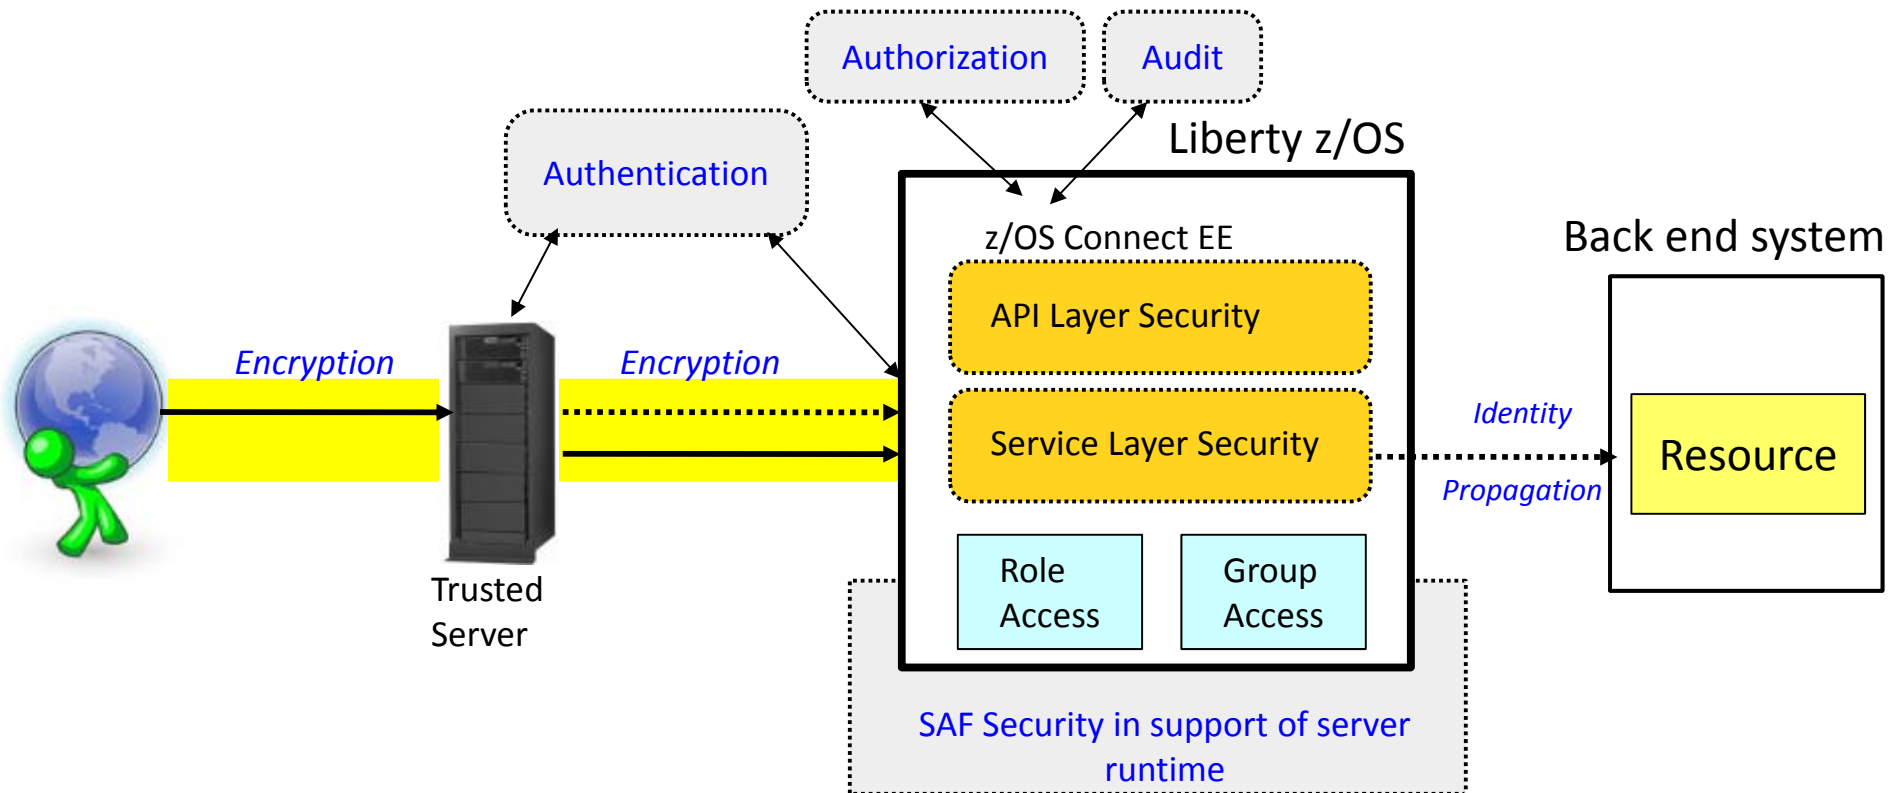 Authorization
Audit
Liberty z/OS
Authentication
z/OS Connect EE
Back end system
API Layer Security
Encryption
Encryption
Service Layer Security
Identity
Propagation
Resource
Role
Access
Group
Access
Trusted
Server
SAF Security in support of server
runtime